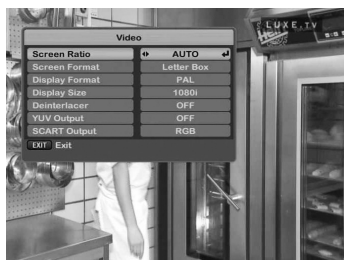 LUXE.TV
Video
Screen Ratio AUTO
Screen Format Letter Box
Display Format PAL
Display Size 1080i
Deinterlacer OFF
YUV Output OFF
SCART Output RGB
EXIT Exit